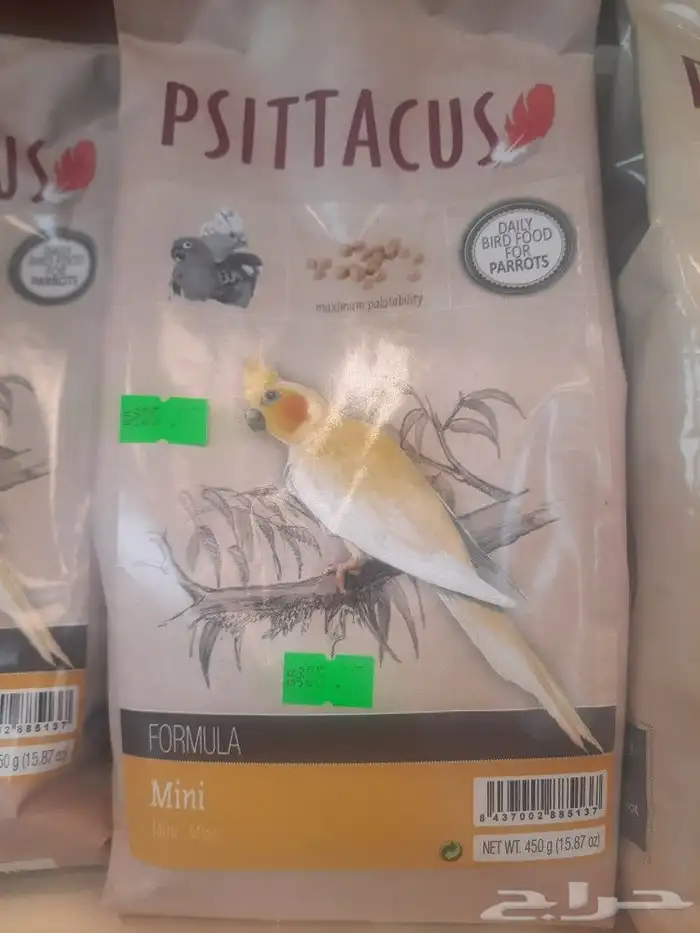 PSITTACUS
DAILY
BIRD FOOD
FOR
PARROTS
maximum palatability
FORMULA
Mini
8 437002 885137
NET WT. 450 g (15.87 oz)
حراج